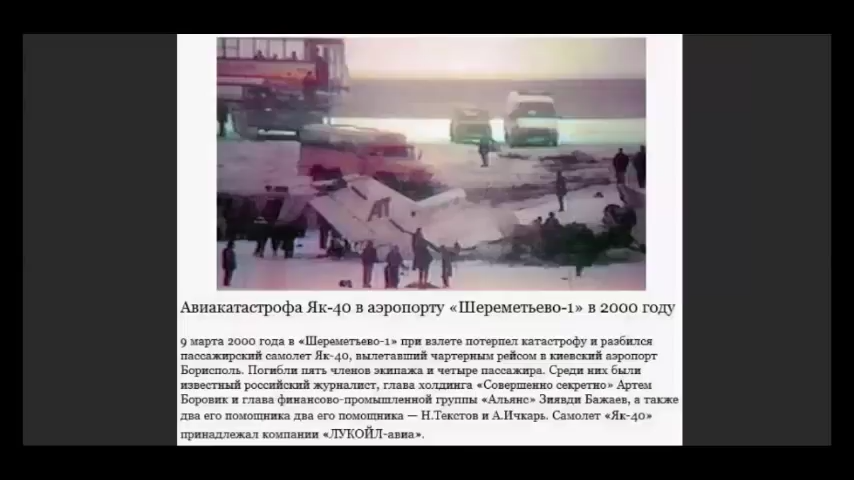 Авиакатастрофа Як-40 в аэропорту «Шереметьево-1» в 2000 году
9 марта 2000 года в «Шереметьево-1» при взлете потерпел катастрофу и разбился
пассажирский самолет Як-40, вылетавший чартерным рейсом в киевский аэропорт
Борисполь. Погибли пять членов экипажа и четыре пассажира. Среди них были
известный российский журналист, глава холдинга «Совершенно секретно» Артем
Боровик и глава финансово-промышленной группы «Альянс» Зиявди Бажаев, а также
два его помощника два его помощника — Н.Текстов и А.Ичкарь. Самолет «Як-40»
принадлежал компании «ЛУКОЙЛ-авиа».